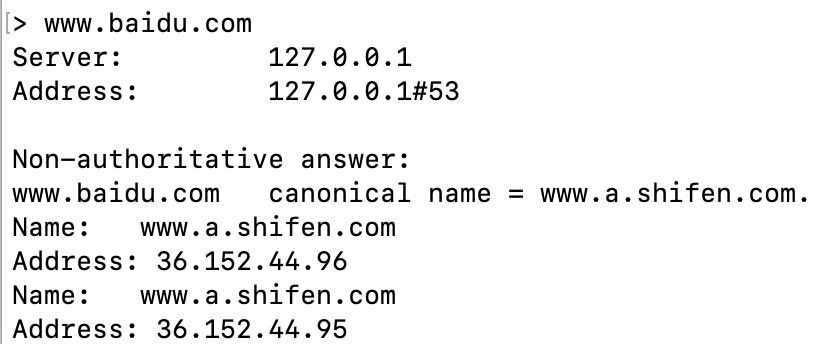 [> www.baidu.com
Server:         127.0.0.1
Address:        127.0.0.1#53

Non-authoritative answer:
www.baidu.com   canonical name = www.a.shifen.com.
Name:   www.a.shifen.com
Address: 36.152.44.96
Name:   www.a.shifen.com
Address: 36.152.44.95